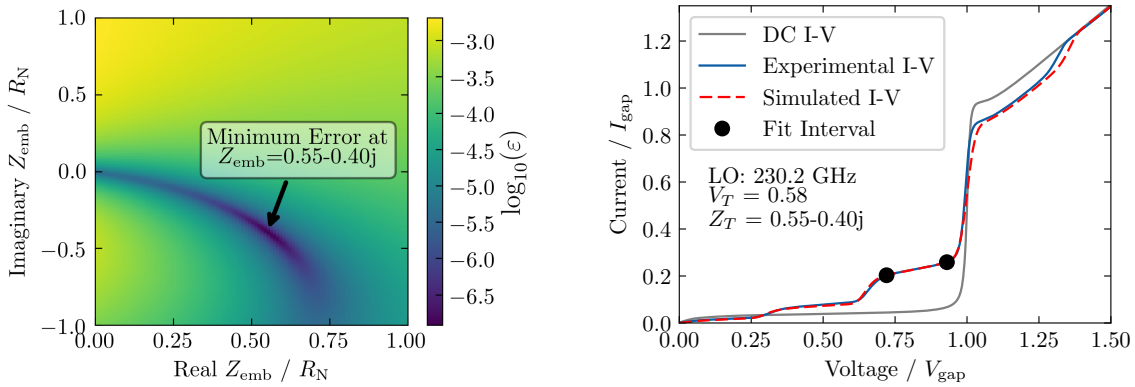 1.0
0.5
0.0
−0.5
−1.0
Imaginary Z_emb / R_N
0.00 0.25 0.50 0.75 1.00
Real Z_emb / R_N
Minimum Error at
Z_emb=0.55-0.40j
−3.0
−3.5
−4.0
−4.5
−5.0
−5.5
−6.0
−6.5
log₁₀(ε)
1.2
1.0
0.8
0.6
0.4
0.2
0.0
Current / I_gap
0.00 0.25 0.50 0.75 1.00 1.25 1.50
Voltage / V_gap
DC I-V
Experimental I-V
Simulated I-V
Fit Interval
LO: 230.2 GHz
V_T = 0.58
Z_T = 0.55-0.40j